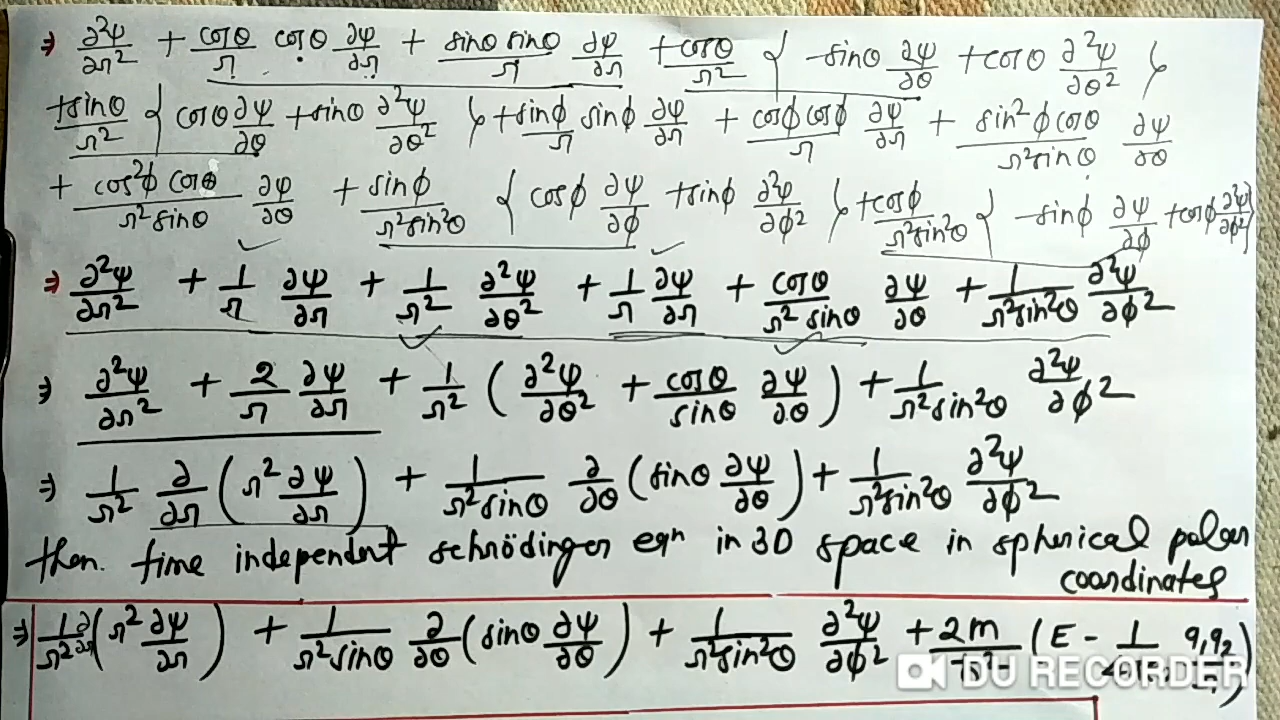 ⇒ ∂²ψ/∂r² + cosθ/r cosθ ∂ψ/∂r + sinθ sinθ/r ∂ψ/∂r + cosθ/r² { -sinθ ∂ψ/∂θ + cosθ ∂²ψ/∂θ² }
+ sinθ/r² { cosθ ∂ψ/∂θ + sinθ ∂²ψ/∂θ² } + sinϕ/r sinϕ ∂ψ/∂r + cosϕ cosϕ/r ∂ψ/∂r + sin²ϕ cosθ/r² sinθ ∂ψ/∂θ
+ cos²ϕ cosθ/r² sinθ ∂ψ/∂θ + sinϕ/r² sin²θ { cosϕ ∂ψ/∂ϕ + sinϕ ∂²ψ/∂ϕ² } + cosϕ/r² sin²θ { -sinϕ ∂ψ/∂ϕ + cosϕ ∂²ψ/∂ϕ² }
⇒ ∂²ψ/∂r² + 1/r ∂ψ/∂r + 1/r² ∂²ψ/∂θ² + 1/r ∂ψ/∂r + cosθ/r² sinθ ∂ψ/∂θ + 1/r² sin²θ ∂²ψ/∂ϕ²
⇒ ∂²ψ/∂r² + 2/r ∂ψ/∂r + 1/r² ( ∂²ψ/∂θ² + cosθ/sinθ ∂ψ/∂θ ) + 1/r² sin²θ ∂²ψ/∂ϕ²
⇒ 1/r² ∂/∂r ( r² ∂ψ/∂r ) + 1/r² sinθ ∂/∂θ ( sinθ ∂ψ/∂θ ) + 1/r² sin²θ ∂²ψ/∂ϕ²
then. time independent schrödinger eqn in 3D space in spherical polar
coordinates
⇒ 1/r² ∂/∂r ( r² ∂ψ/∂r ) + 1/r² sinθ ∂/∂θ ( sinθ ∂ψ/∂θ ) + 1/r² sin²θ ∂²ψ/∂ϕ² + 2m/ħ² ( E - 1/ q₁q₂/ )
DU RECORDER